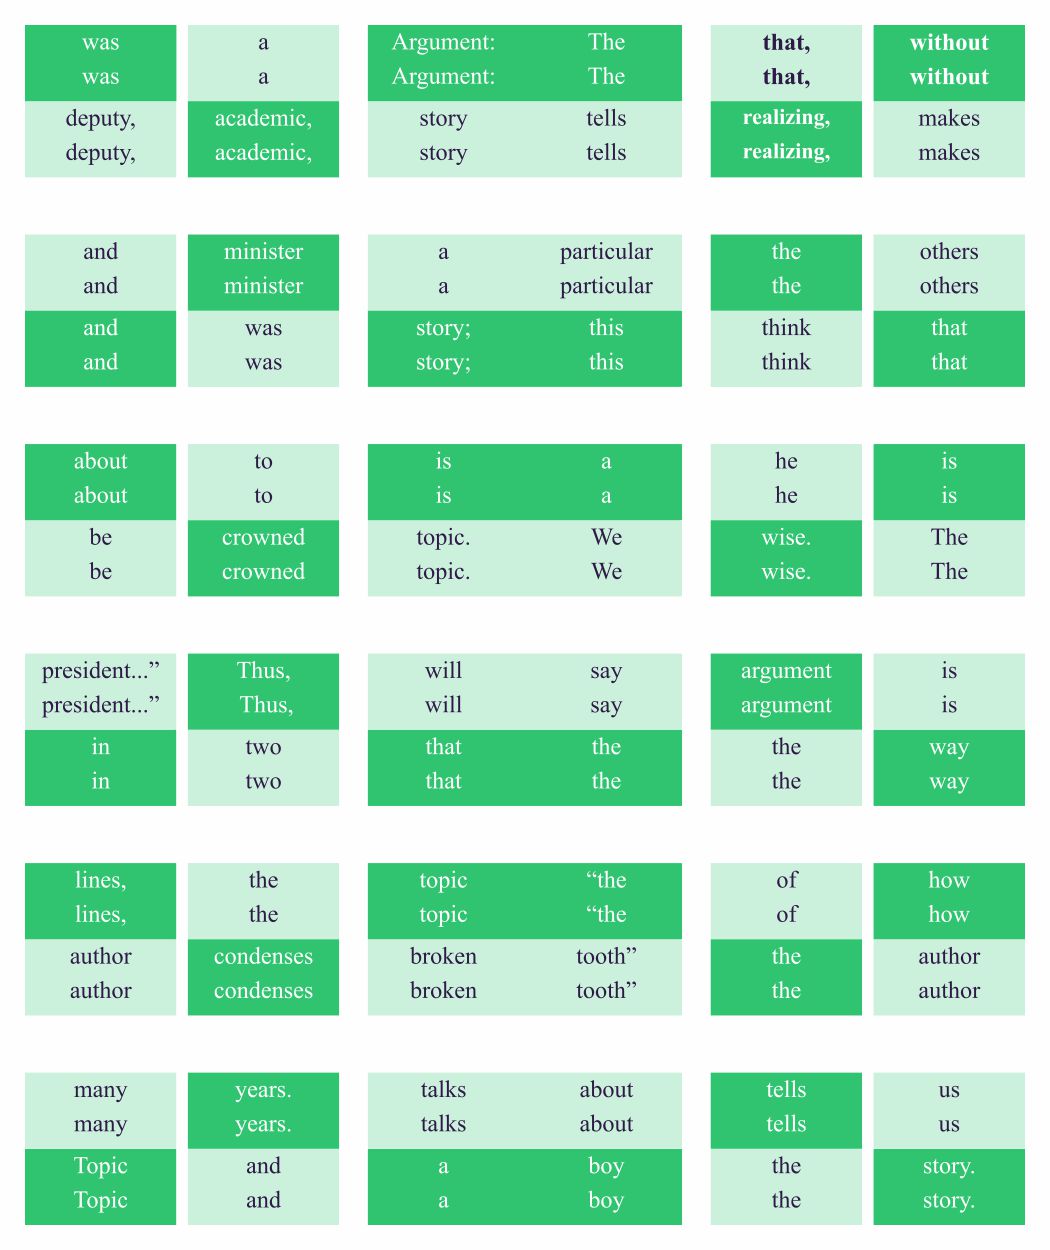 was a Argument: The that, without
was a Argument: The that, without
deputy, academic, story tells realizing, makes
deputy, academic, story tells realizing, makes
and minister a particular the others
and minister a particular the others
and was story; this think that
and was story; this think that
about to is a he is
about to is a he is
be crowned topic. We wise. The
be crowned topic. We wise. The
president...” Thus, will say argument is
president...” Thus, will say argument is
in two that the the way
in two that the the way
lines, the topic “the of how
lines, the topic “the of how
author condenses broken tooth” the author
author condenses broken tooth” the author
many years. talks about tells us
many years. talks about tells us
Topic and a boy the story.
Topic and a boy the story.